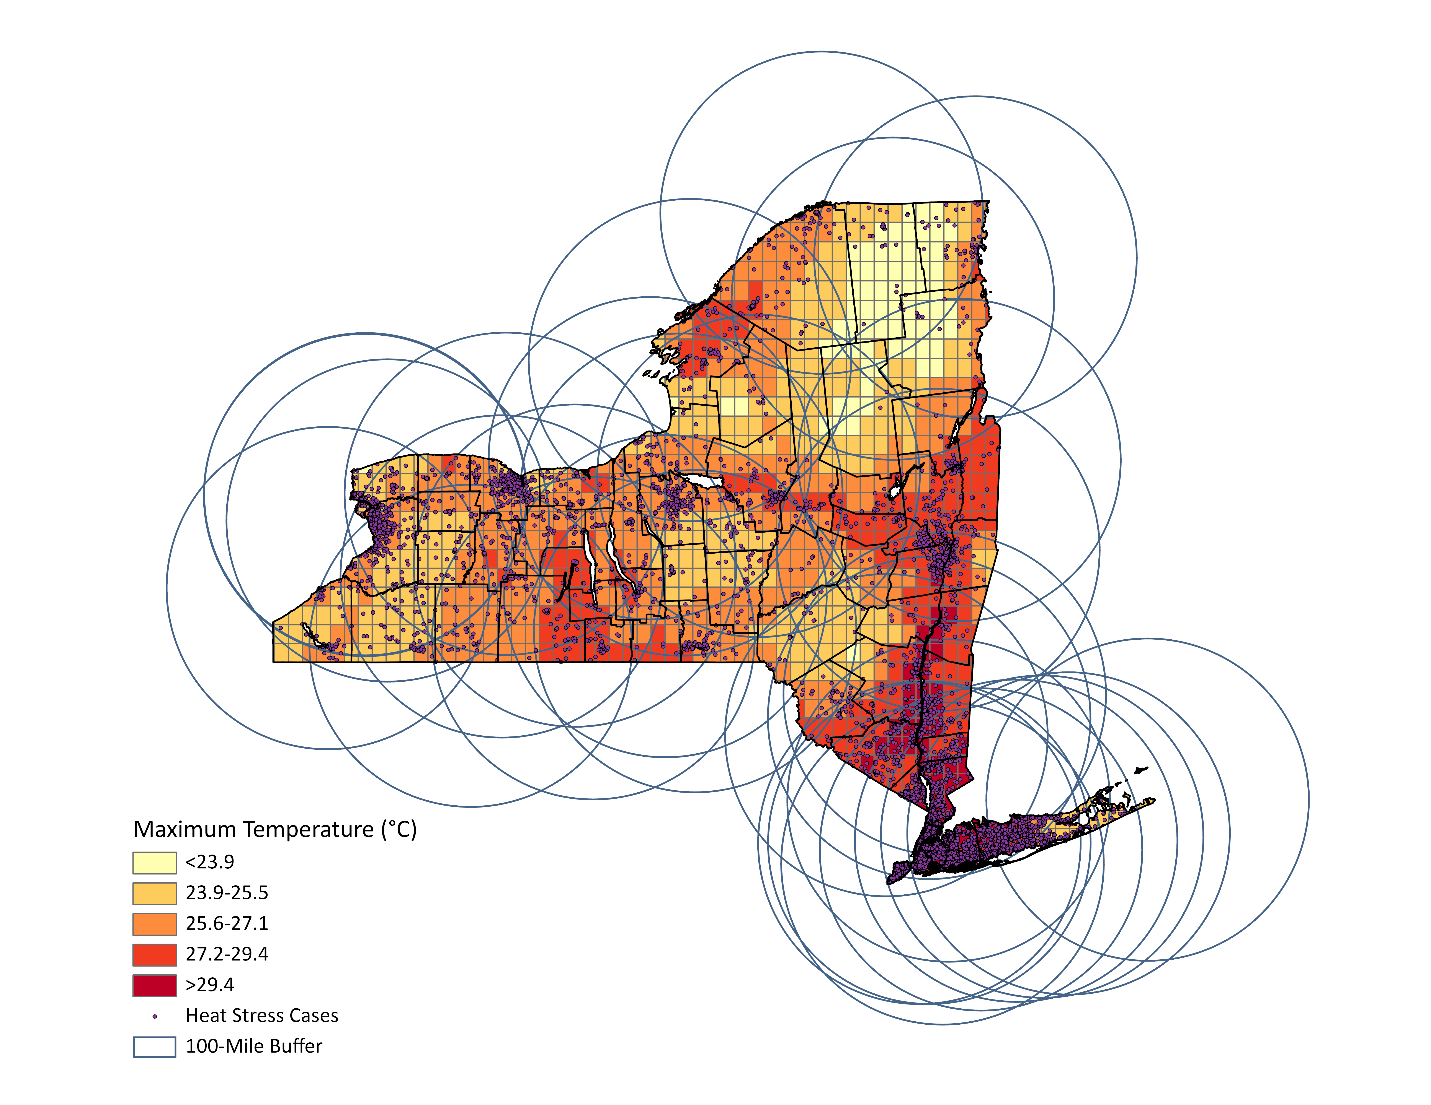 Maximum Temperature (°C)
<23.9
23.9-25.5
25.6-27.1
27.2-29.4
>29.4
Heat Stress Cases
100-Mile Buffer